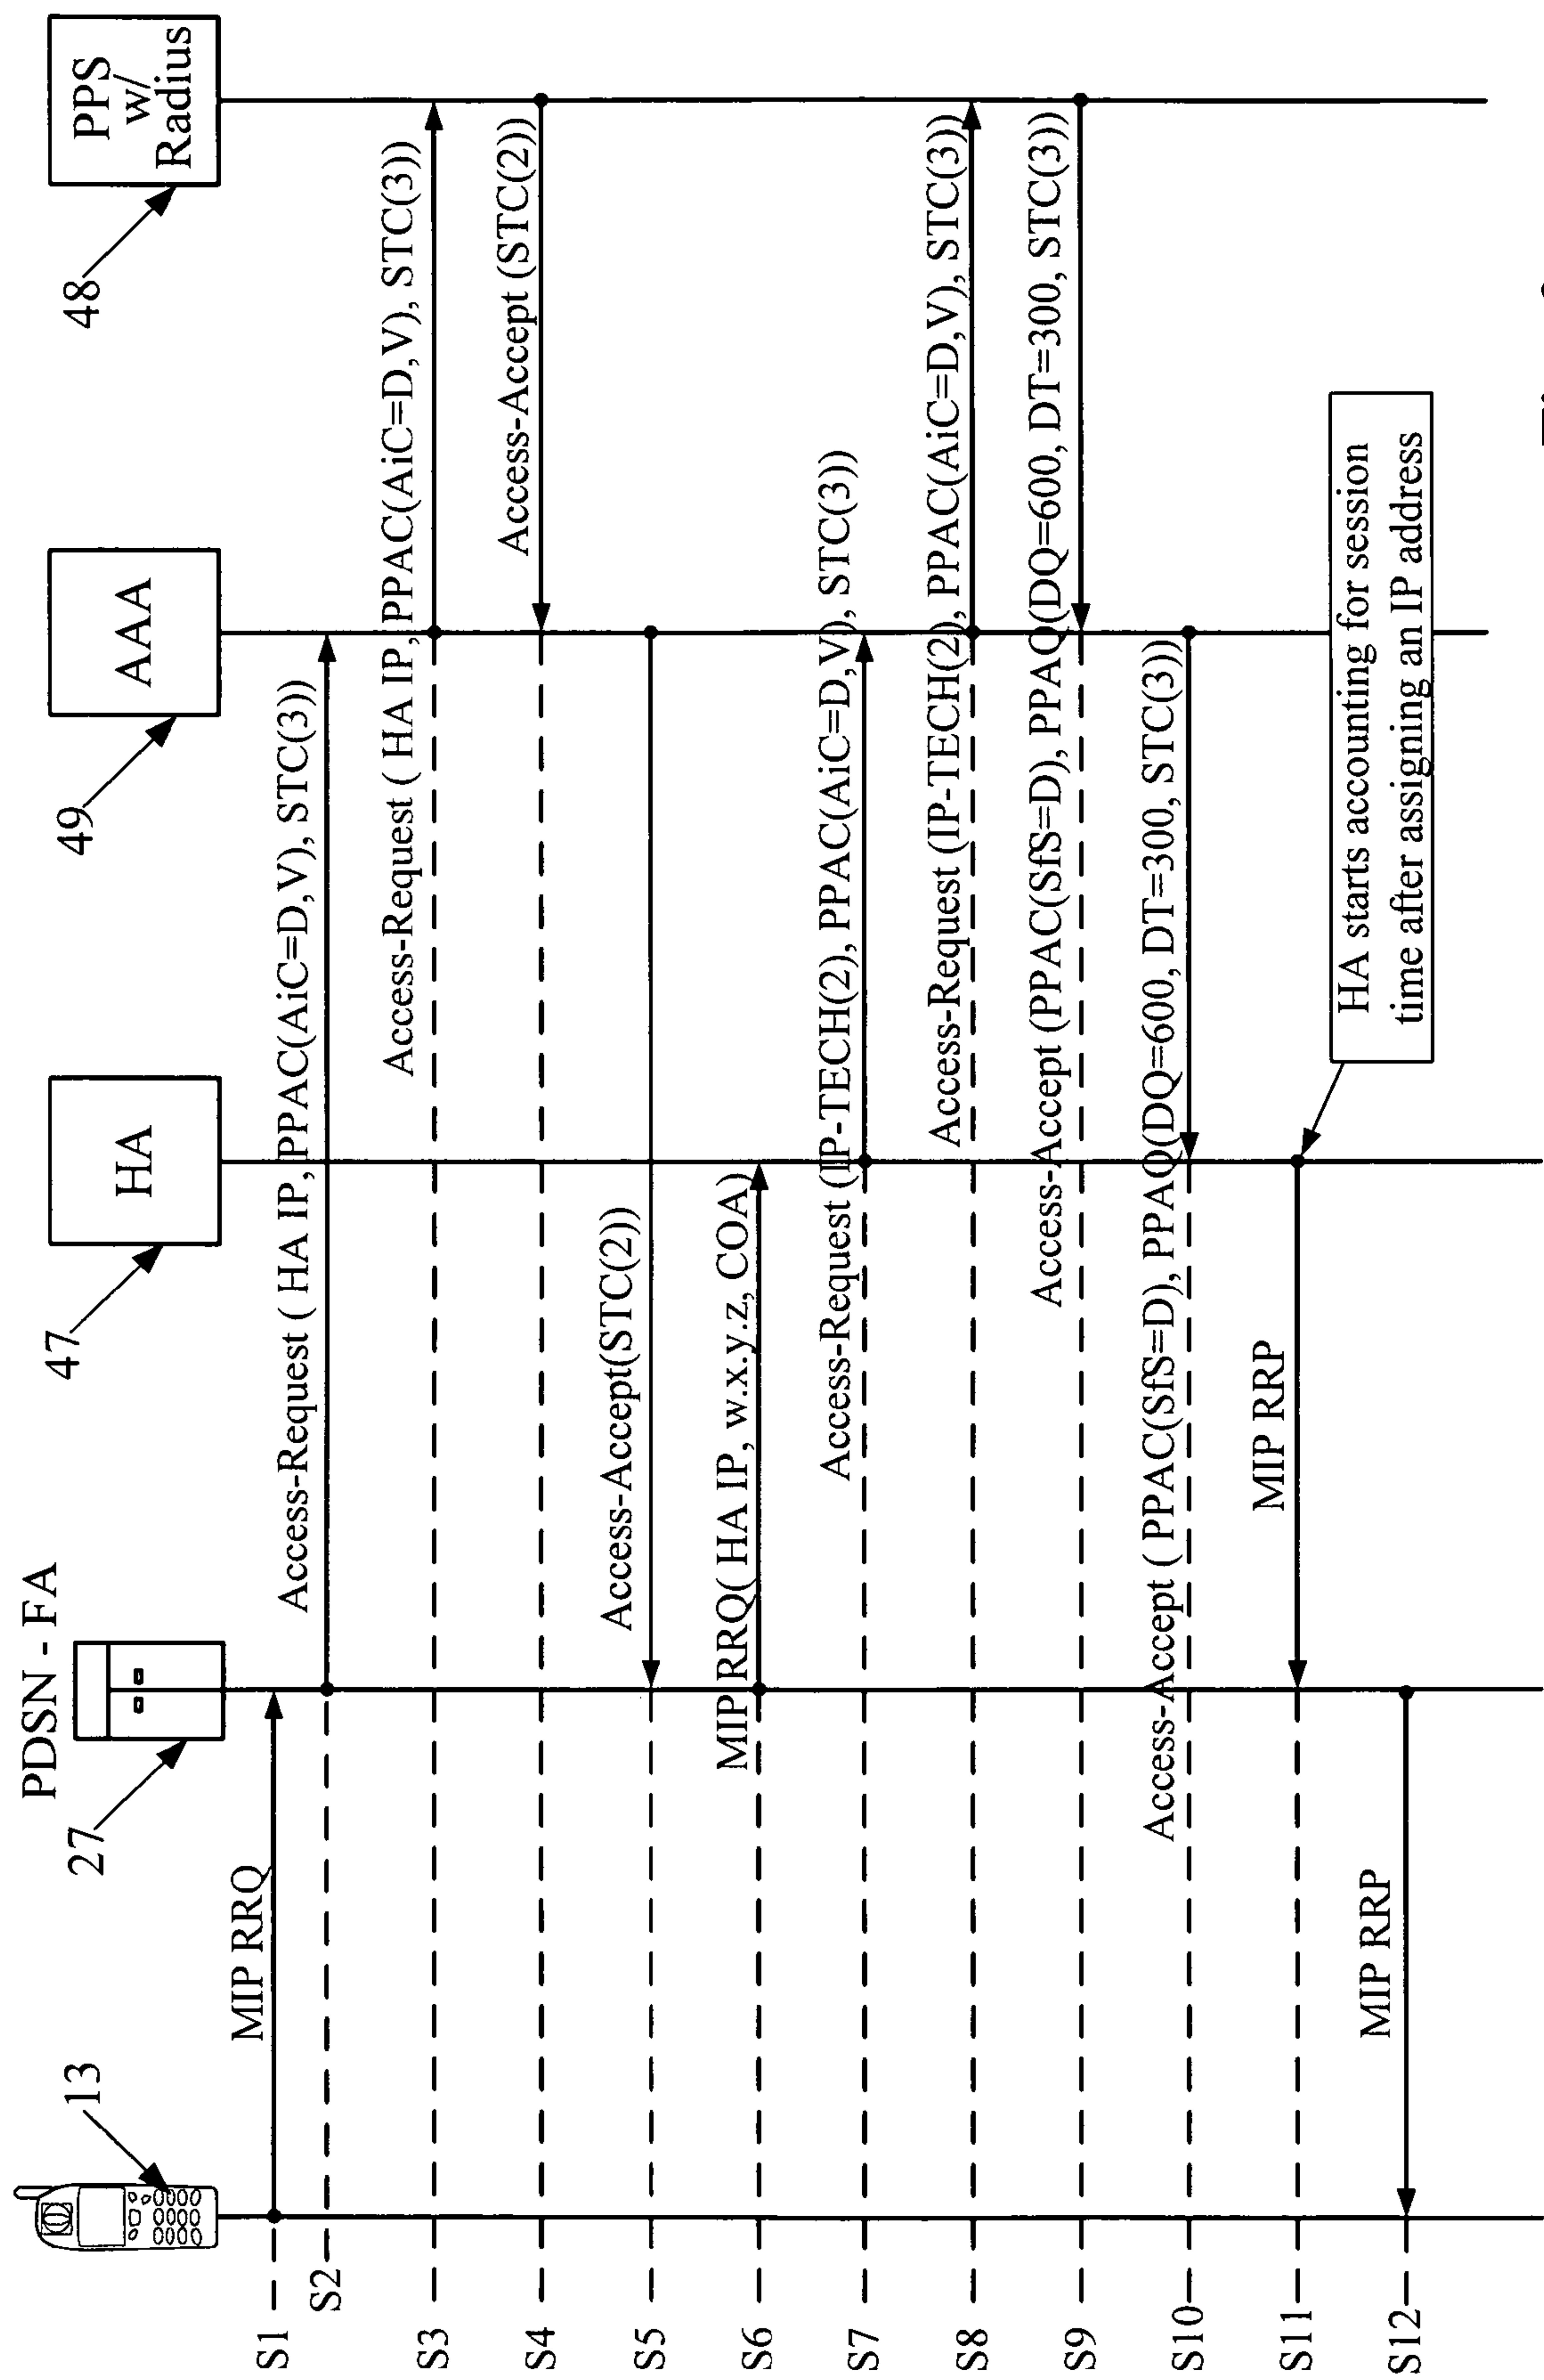 13
27
PDSN - FA
47
HA
49
AAA
48
PPS
w/
Radius
S1
MIP RRQ
S2
Access-Request ( HA IP,PPAC(AiC=D,V), STC(3))
S3
Access-Request ( HA IP,PPAC(AiC=D,V), STC(3))
S4
Access-Accept (STC(2))
S5
Access-Accept(STC(2))
S6
MIP RRQ( HA IP, w.x.y.z, COA)
S7
Access-Request (IP-TECH(2), PPAC(AiC=D,V), STC(3))
S8
Access-Request (IP-TECH(2), PPAC(AiC=D,V), STC(3))
S9
Access-Accept (PPAC(SfS=D), PPAQ(DQ=600, DT=300, STC(3))
S10
Access-Accept ( PPAC(SfS=D), PPAQ(DQ=600, DT=300, STC(3))
S11
MIP RRP
HA starts accounting for session
time after assigning an IP address
S12
MIP RRP